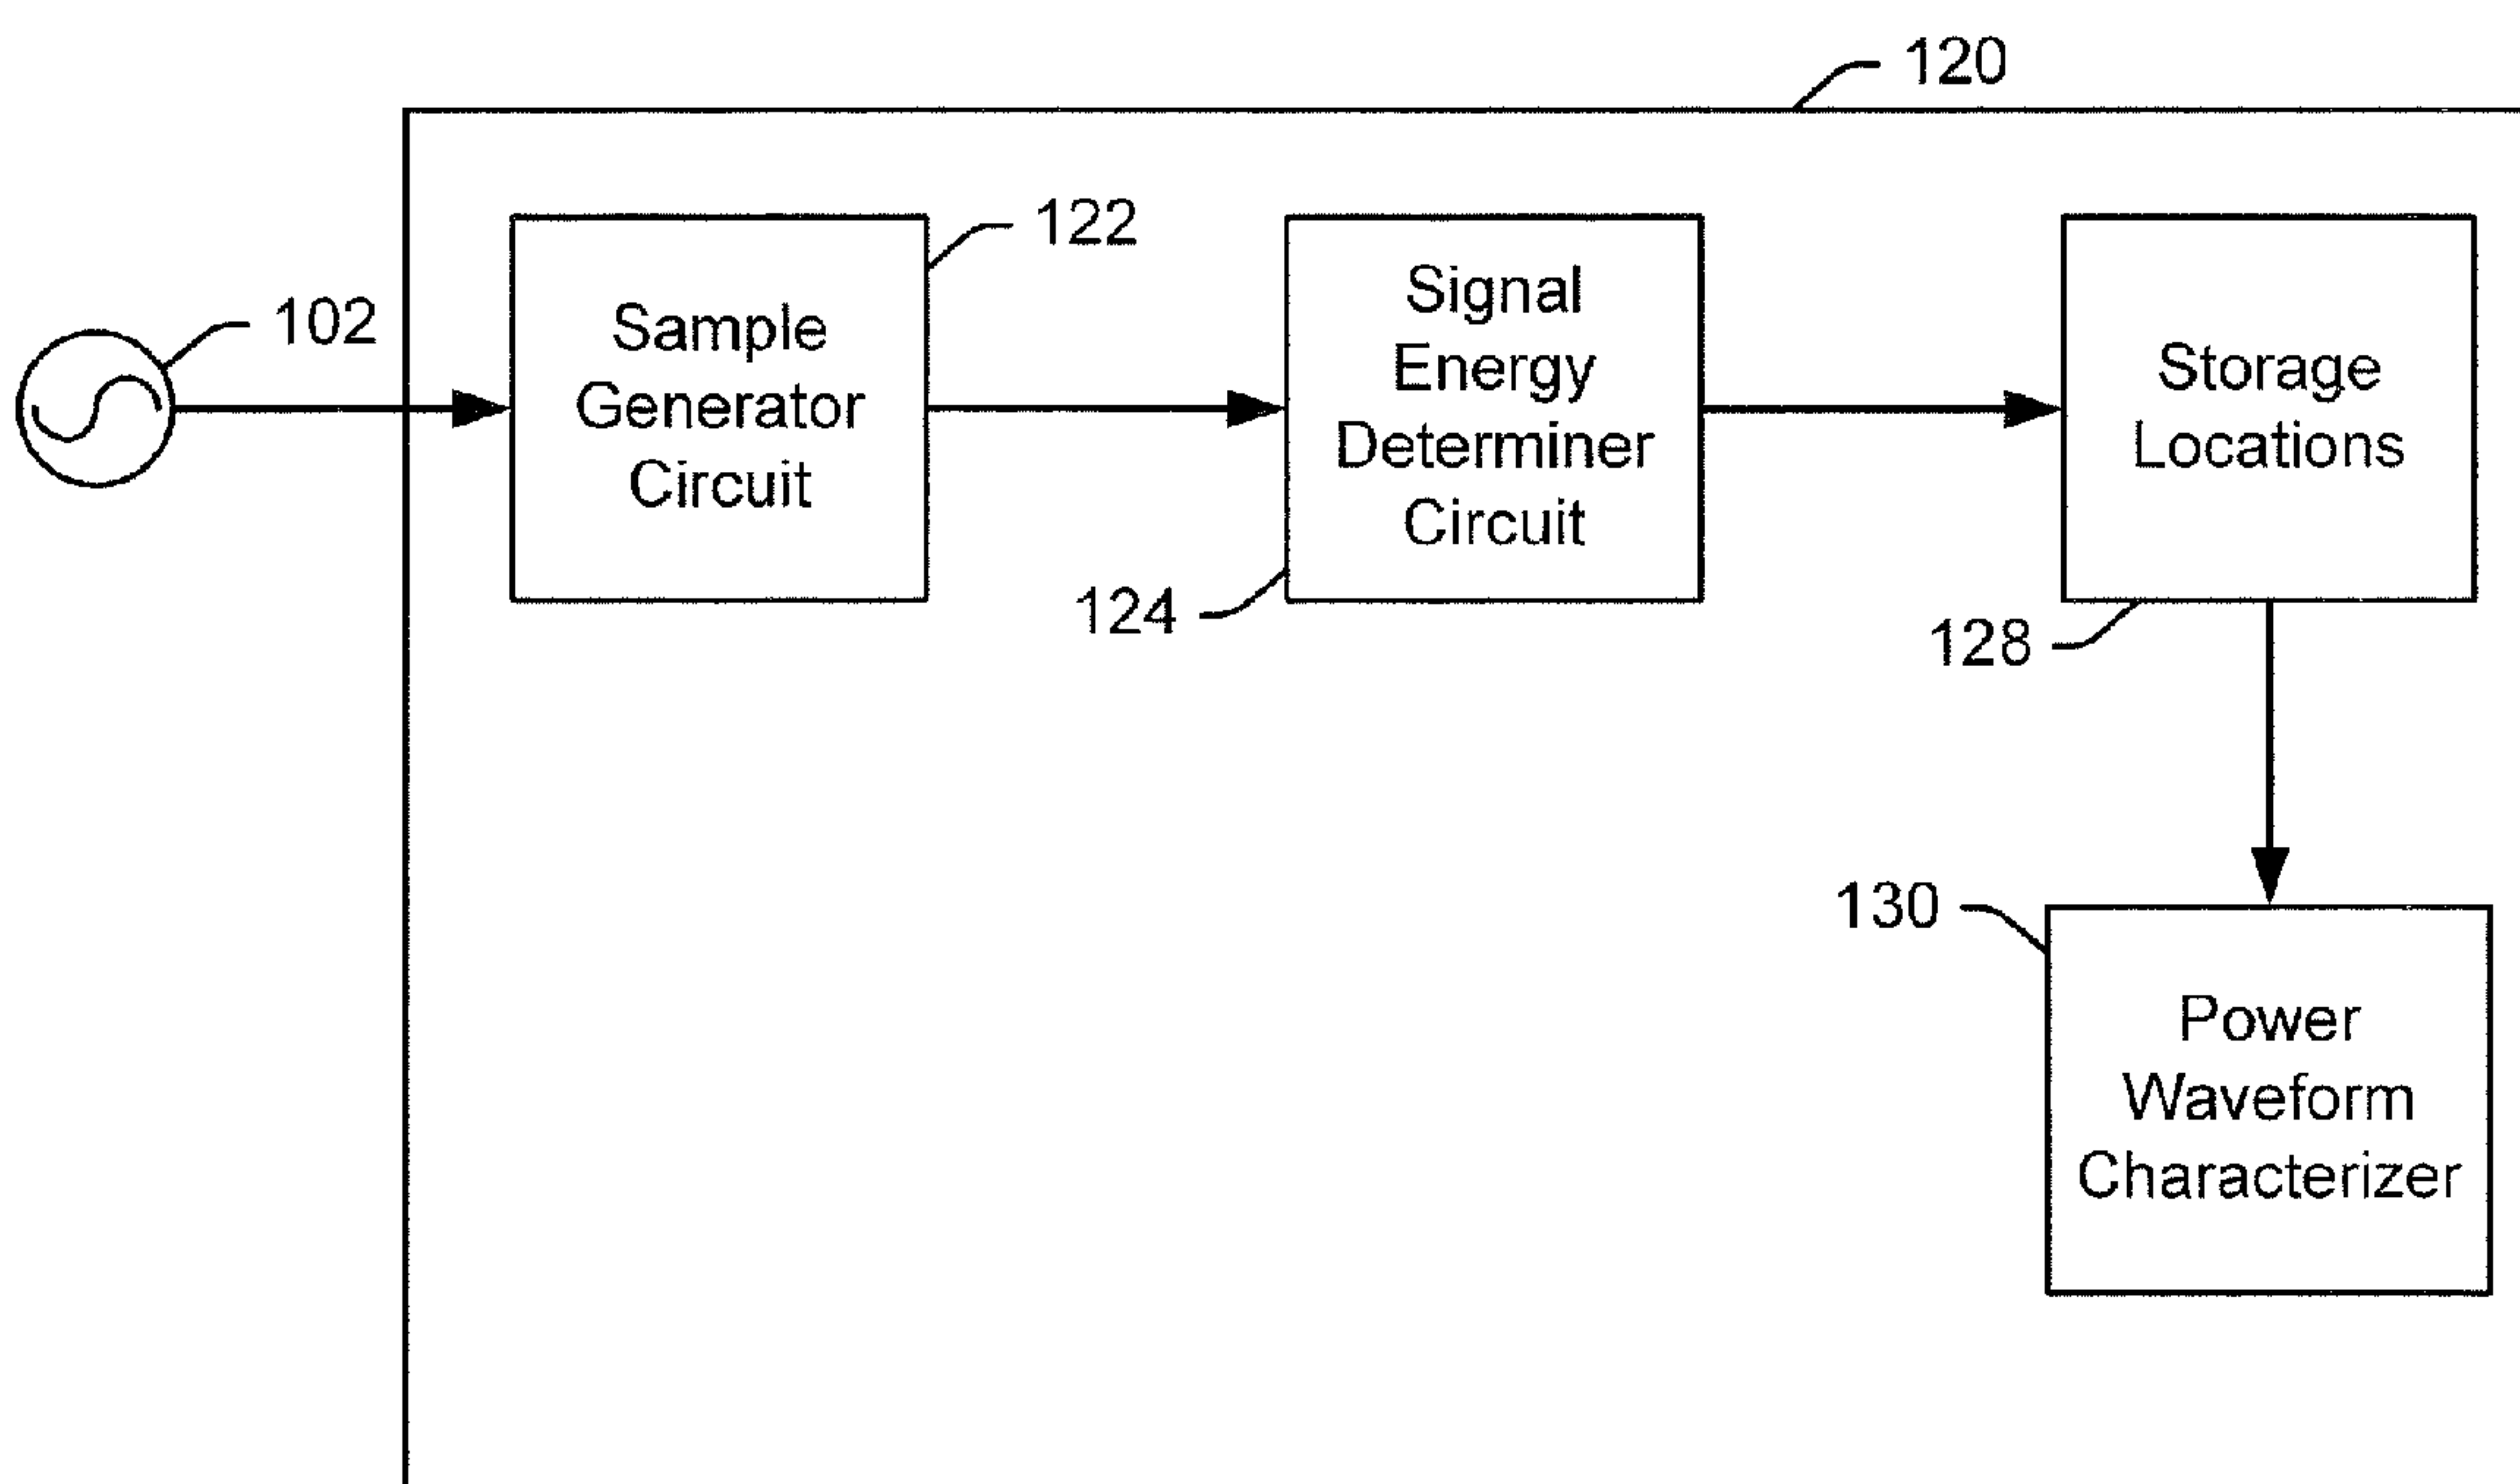 120
122
102
Sample
Generator
Circuit
Signal
Energy
Determiner
Circuit
124
Storage
Locations
128
130
Power
Waveform
Characterizer